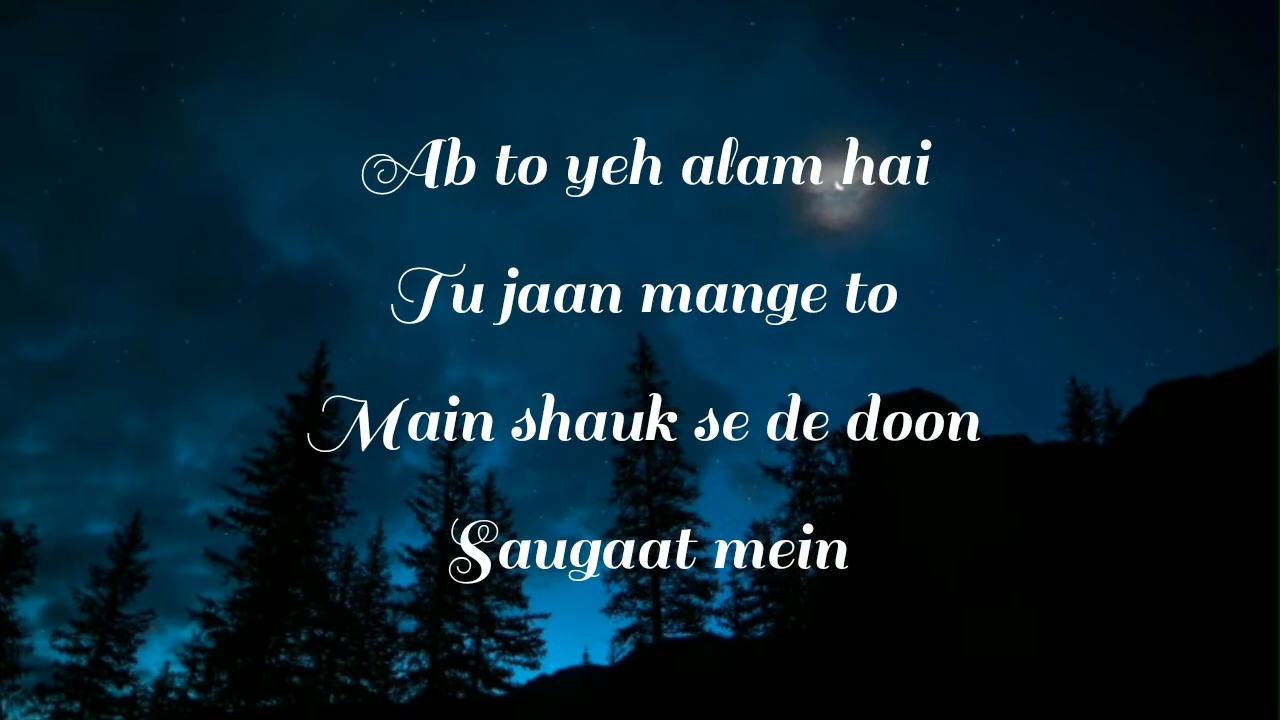 Ab to yeh alam hai
Tu jaan mange to
Main shauk se de doon
Saugaat mein